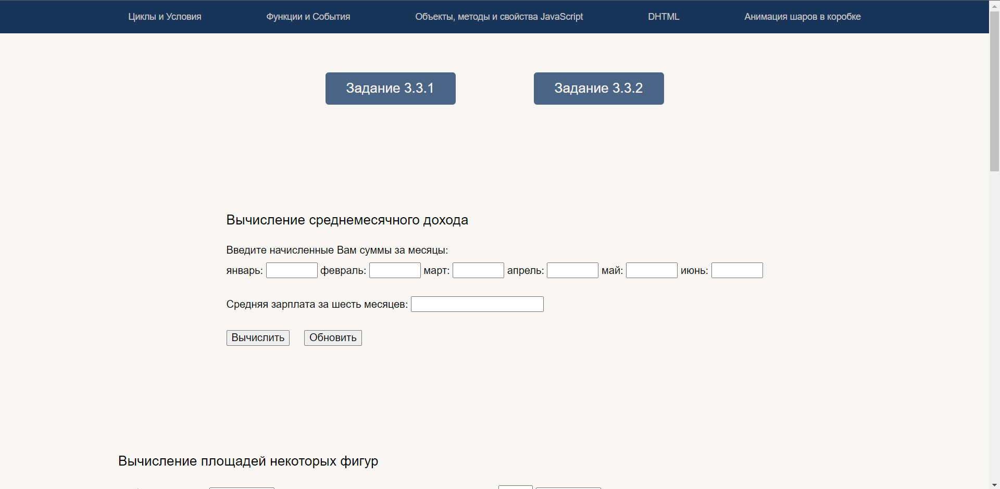 Циклы и Условия Функции и События Объекты, методы и свойства JavaScript DHTML Анимация шаров в коробке
Задание 3.3.1 Задание 3.3.2
Вычисление среднемесячного дохода
Введите начисленные Вам суммы за месяцы:
январь: февраль: март: апрель: май: июнь:
Средняя зарплата за шесть месяцев:
Вычислить Обновить
Вычисление площадей некоторых фигур